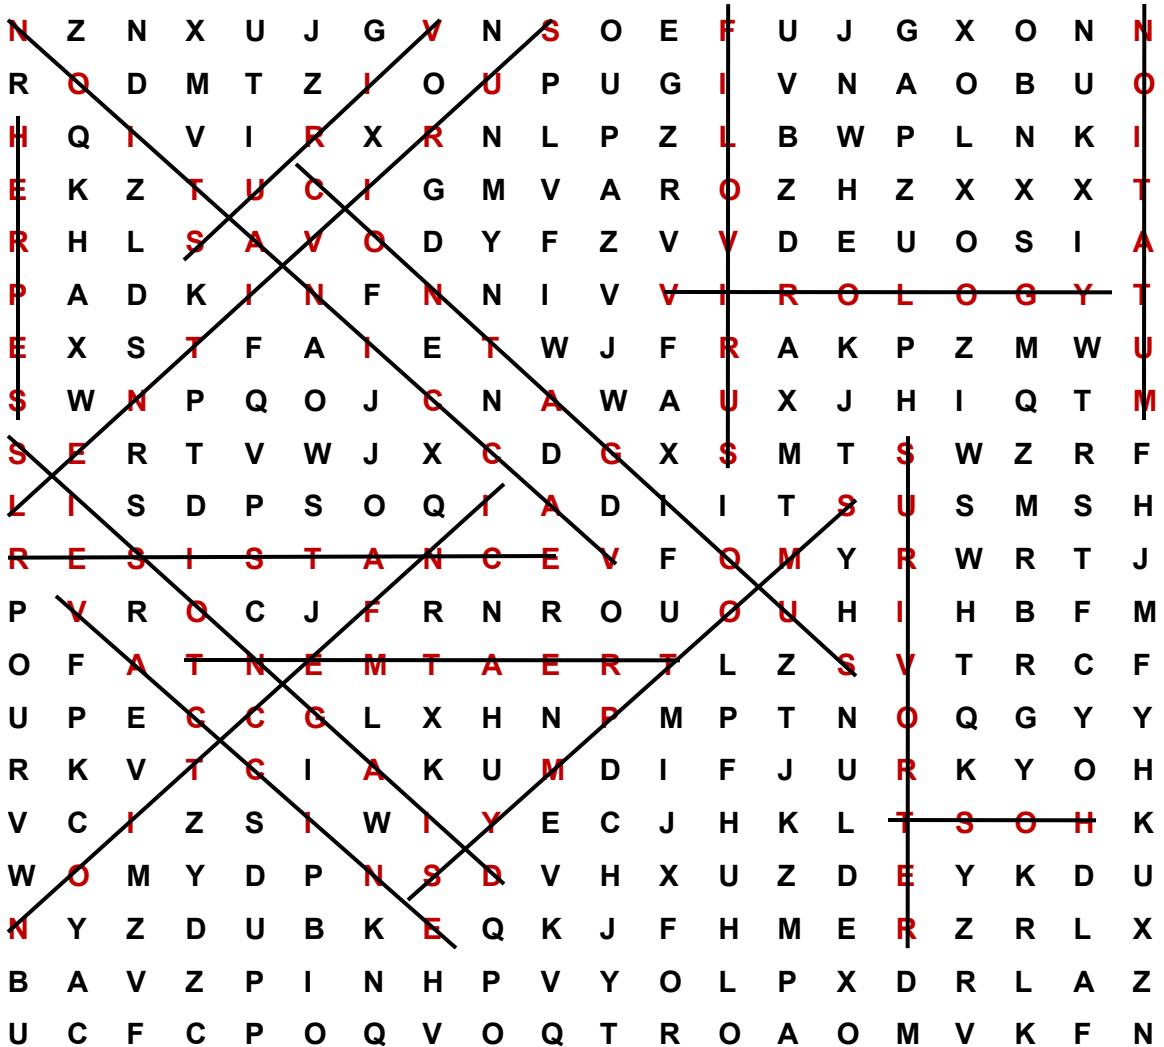 N Z N X U J G V N S O E F U J G X O N N
R O D M T Z I O U P U G I V N A O B U O
H Q I V I R X R N L P Z L B W P L N K I
E K Z T U C I G M V A R O Z H Z X X X T
R H L S A V O D Y F Z V V D E U O S I A
P A D K I N F N N I V V I R O L O G Y T
E X S T F A I E T W J F R A K P Z M W U
S W N P Q O J C N A W A U X J H I Q T M
S E R T V W J X C D G X S M T S W Z R F
L I S D P S O Q I A D I I T S U S M S H
R E S I S T A N C E V F O M Y R W R T J
P V R O C J F R N R O U O U H I H B F M
O F A T N E M T A E R T L Z S V T R C F
U P E C C G L X H N P M P T N O Q G Y Y
R K V T C I A K U M D I F J U R K Y O H
V C I Z S I W I Y E C J H K L T S O H K
W O M Y D P N S D V H X U Z D E Y K D U
N Y Z D U B K E Q K J F H M E R Z R L X
B A V Z P I N H P V Y O L P X D R L A Z
U C F C P O Q V O Q T R O A O M V K F N